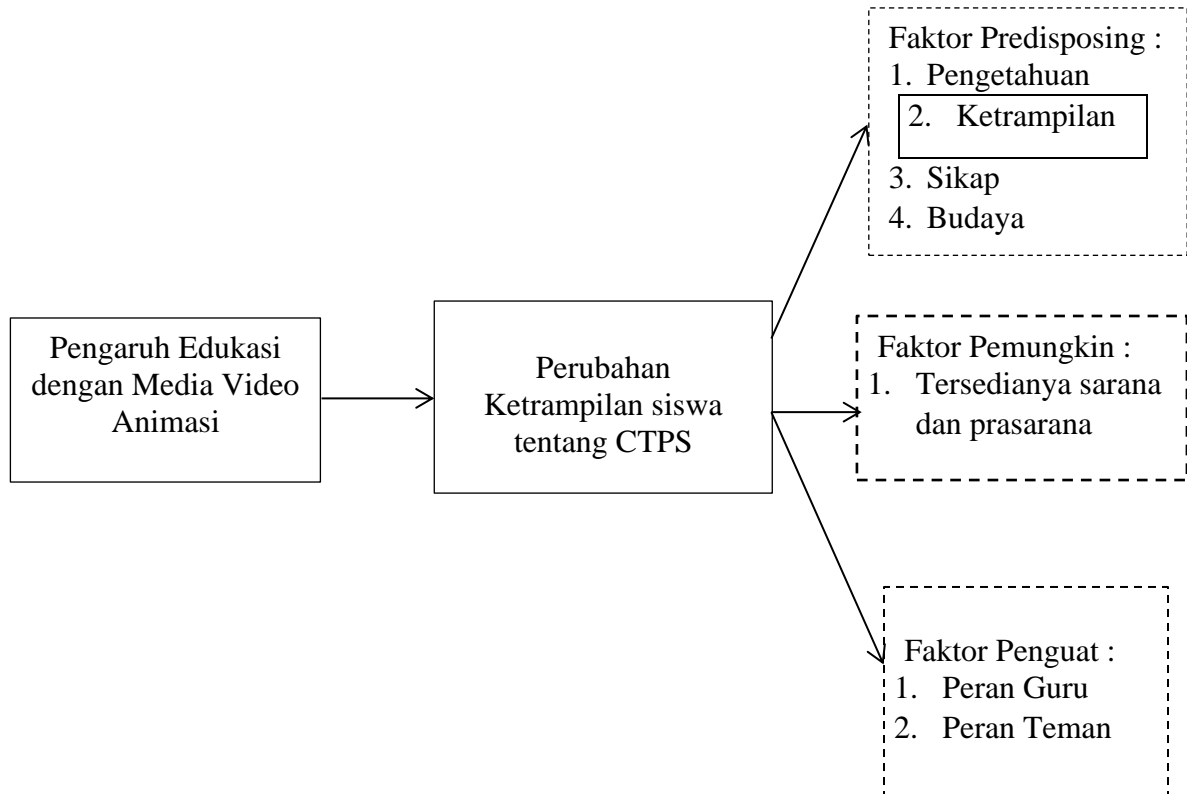 Faktor Predisposing :
1. Pengetahuan
2. Ketrampilan
3. Sikap
4. Budaya
Pengaruh Edukasi
dengan Media Video
Animasi
Perubahan
Ketrampilan siswa
tentang CTPS
Faktor Pemungkin :
1. Tersedianya sarana
dan prasarana
Faktor Penguat :
1. Peran Guru
2. Peran Teman